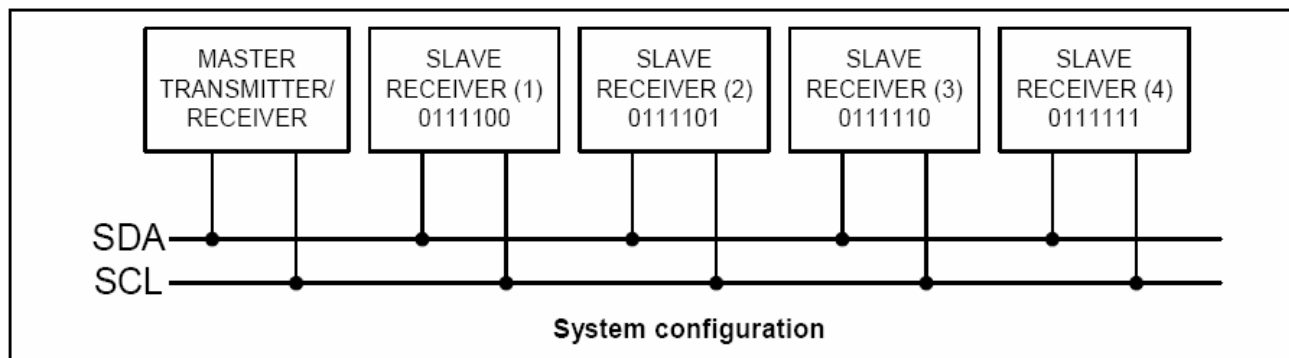 MASTER
TRANSMITTER/
RECEIVER
SLAVE
RECEIVER (1)
0111100
SLAVE
RECEIVER (2)
0111101
SLAVE
RECEIVER (3)
0111110
SLAVE
RECEIVER (4)
0111111
SDA
SCL
System configuration